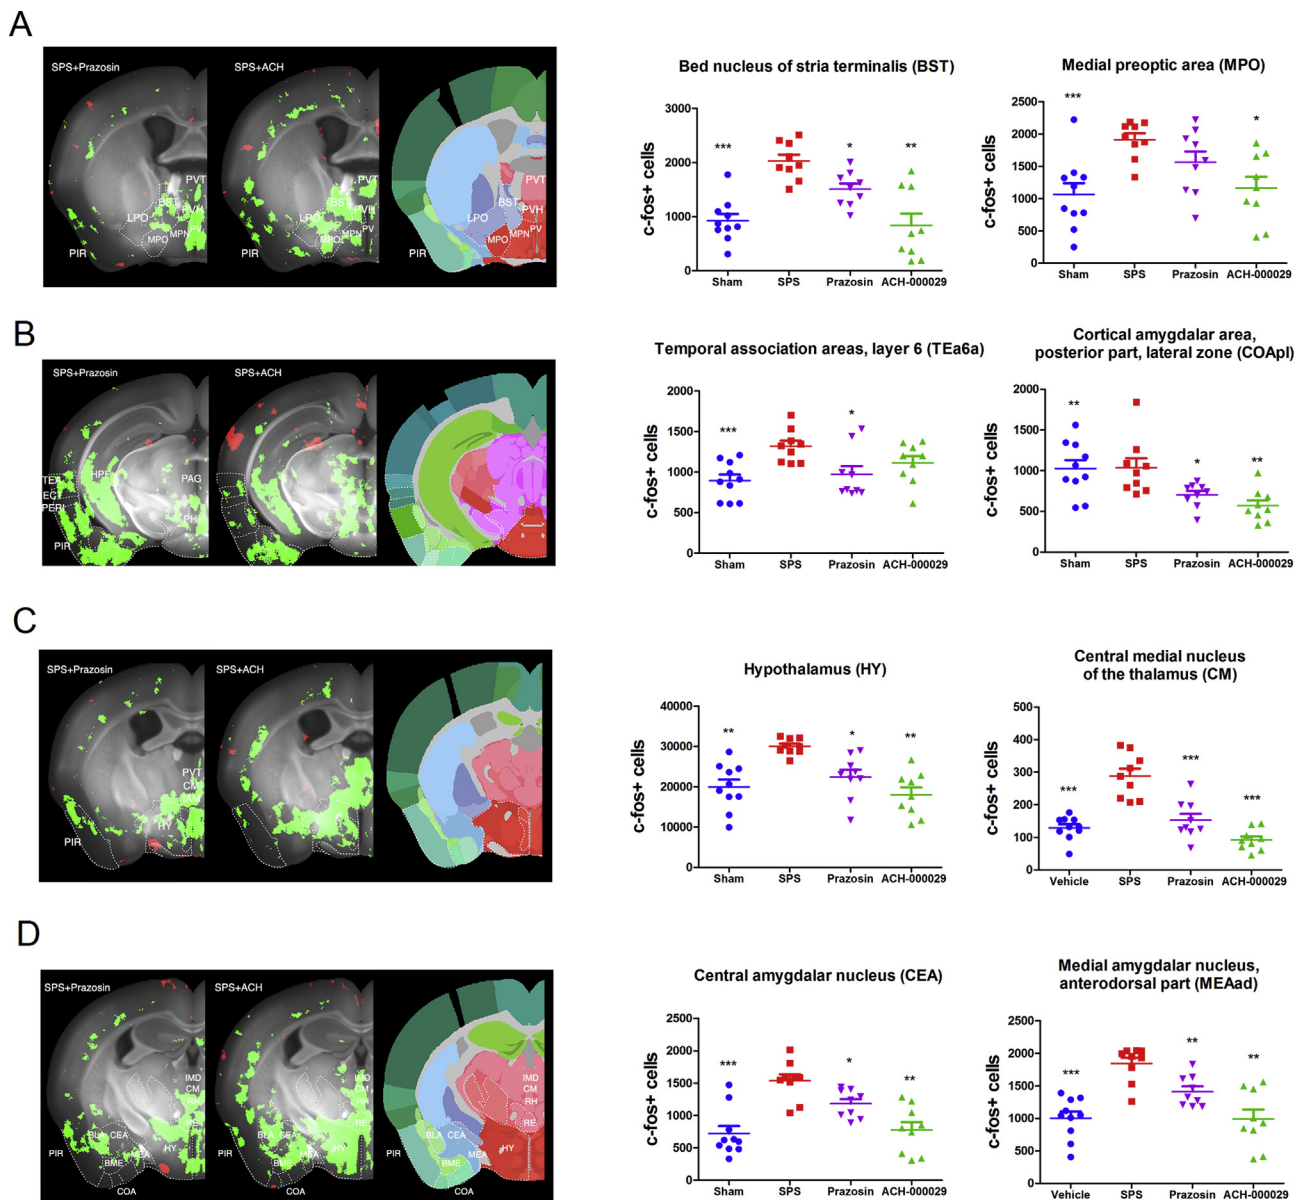 A
SPS+Prazosin
SPS+ACH
PVT
BST
PVH
LPO
MPN
PV
MPO
PIR
BST
PVH
LPO
MPN
PV
MPO
PIR
PVT
BST
PVH
LPO
MPN
PV
MPO
Bed nucleus of stria terminalis (BST)
c-fos+ cells
3000
2000
1000
0
***
*
**
Sham SPS Prazosin ACH-000029
Medial preoptic area (MPO)
c-fos+ cells
2500
2000
1500
1000
500
0
***
*
Sham SPS Prazosin ACH-000029
B
SPS+Prazosin
SPS+ACH
HPF
PAG
TEA
ECT
PERI
PH
PIR
Temporal association areas, layer 6 (TEa6a)
c-fos+ cells
2000
1500
1000
500
0
***
*
Sham SPS Prazosin ACH-000029
Cortical amygdalar area,
posterior part, lateral zone (COApl)
c-fos+ cells
2000
1500
1000
500
0
**
*
**
Sham SPS Prazosin ACH-000029
C
SPS+Prazosin
SPS+ACH
PVT
CM
IAM
HY
PIR
Hypothalamus (HY)
c-fos+ cells
40000
30000
20000
10000
0
**
*
**
Sham SPS Prazosin ACH-000029
Central medial nucleus
of the thalamus (CM)
c-fos+ cells
500
400
300
200
100
0
***
***
***
Vehicle SPS Prazosin ACH-000029
D
SPS+Prazosin
SPS+ACH
IMD
CM
RH
RE
BLA CEA
MEA
HY
BME
PIR
COA
IMD
CM
RH
RE
BLA CEA
MEA
HY
BME
PIR
COA
IMD
CM
RH
RE
BLA CEA
MEA
HY
BME
PIR
COA
Central amygdalar nucleus (CEA)
c-fos+ cells
2500
2000
1500
1000
500
0
***
*
**
Sham SPS Prazosin ACH-000029
Medial amygdalar nucleus,
anterodorsal part (MEAad)
c-fos+ cells
2500
2000
1500
1000
500
0
***
**
**
Vehicle SPS Prazosin ACH-000029